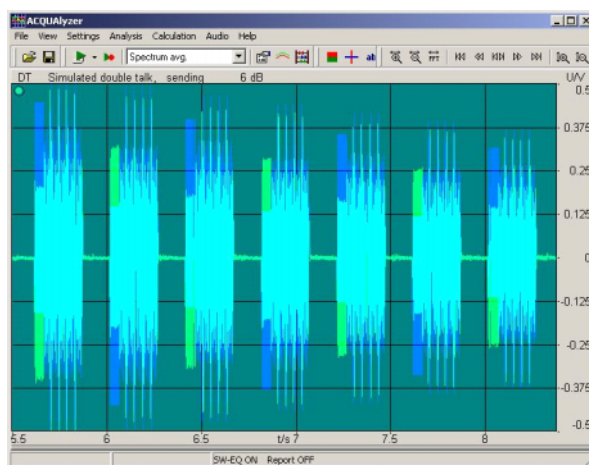 ACQUAlyzer
File View Settings Analysis Calculation Audio Help
Spectrum avg. ab FFT
DT Simulated double talk, sending 6 dB U/V
0.5
0.375
0.25
0.125
0
-0.125
-0.25
-0.375
-0.5
5.5 6 6.5 t/s 7 7.5 8
SW-EQ ON Report OFF